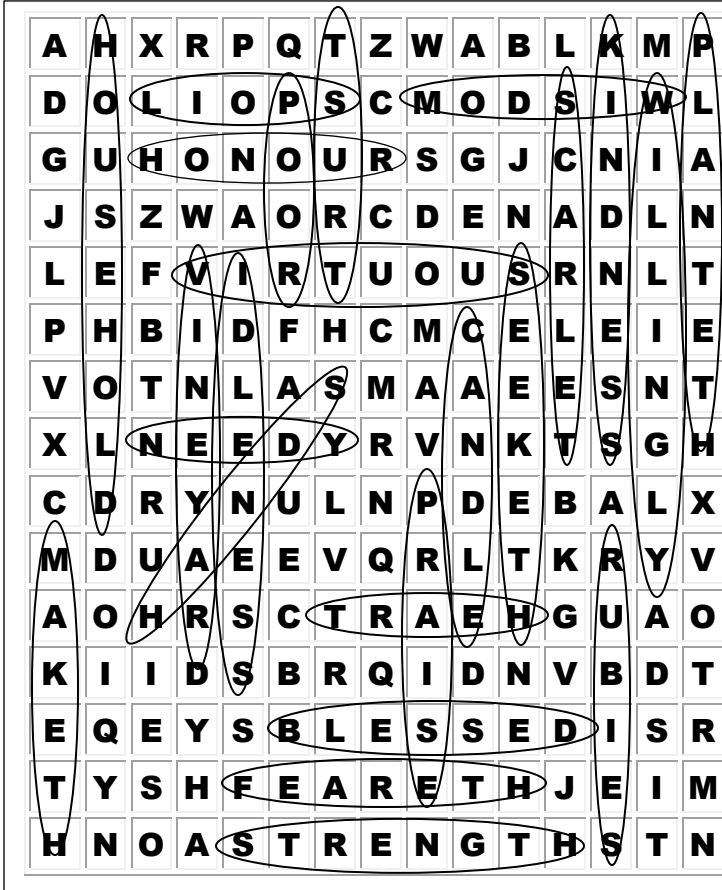 A H X R P Q T Z W A B L K M P
D O L I O P S C M O D S I W L
G U H O N O U R S G J C N I A
J S Z W A O R C D E N A D L N
L E F V I R T U O U S R N L T
P H B I D F H C M C E L E I E
V O T N L A S M A A E E S N T
X L N E E D Y R V N K T S G H
C D R Y N U L N P D E B A L X
M D U A E E V Q R L T K R Y V
A O H R S C T R A E H G U A O
K I I D S B R Q I D N V B D T
E Q E Y S B L E S S E D I S R
T Y S H F E A R E T H J E I M
H N O A S T R E N G T H S T N